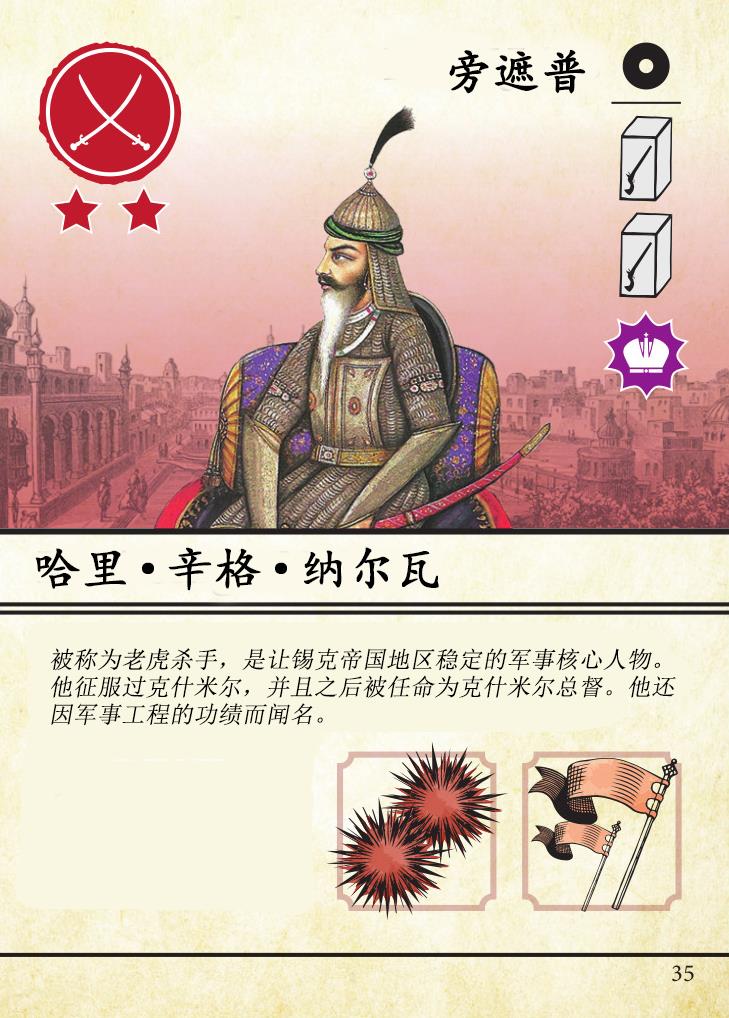 旁遮普
哈里·辛格·纳尔瓦
被称为老虎杀手，是让锡克帝国地区稳定的军事核心人物。
他征服过克什米尔，并且之后被任命为克什米尔总督。他还
因军事工程的功绩而闻名。
35